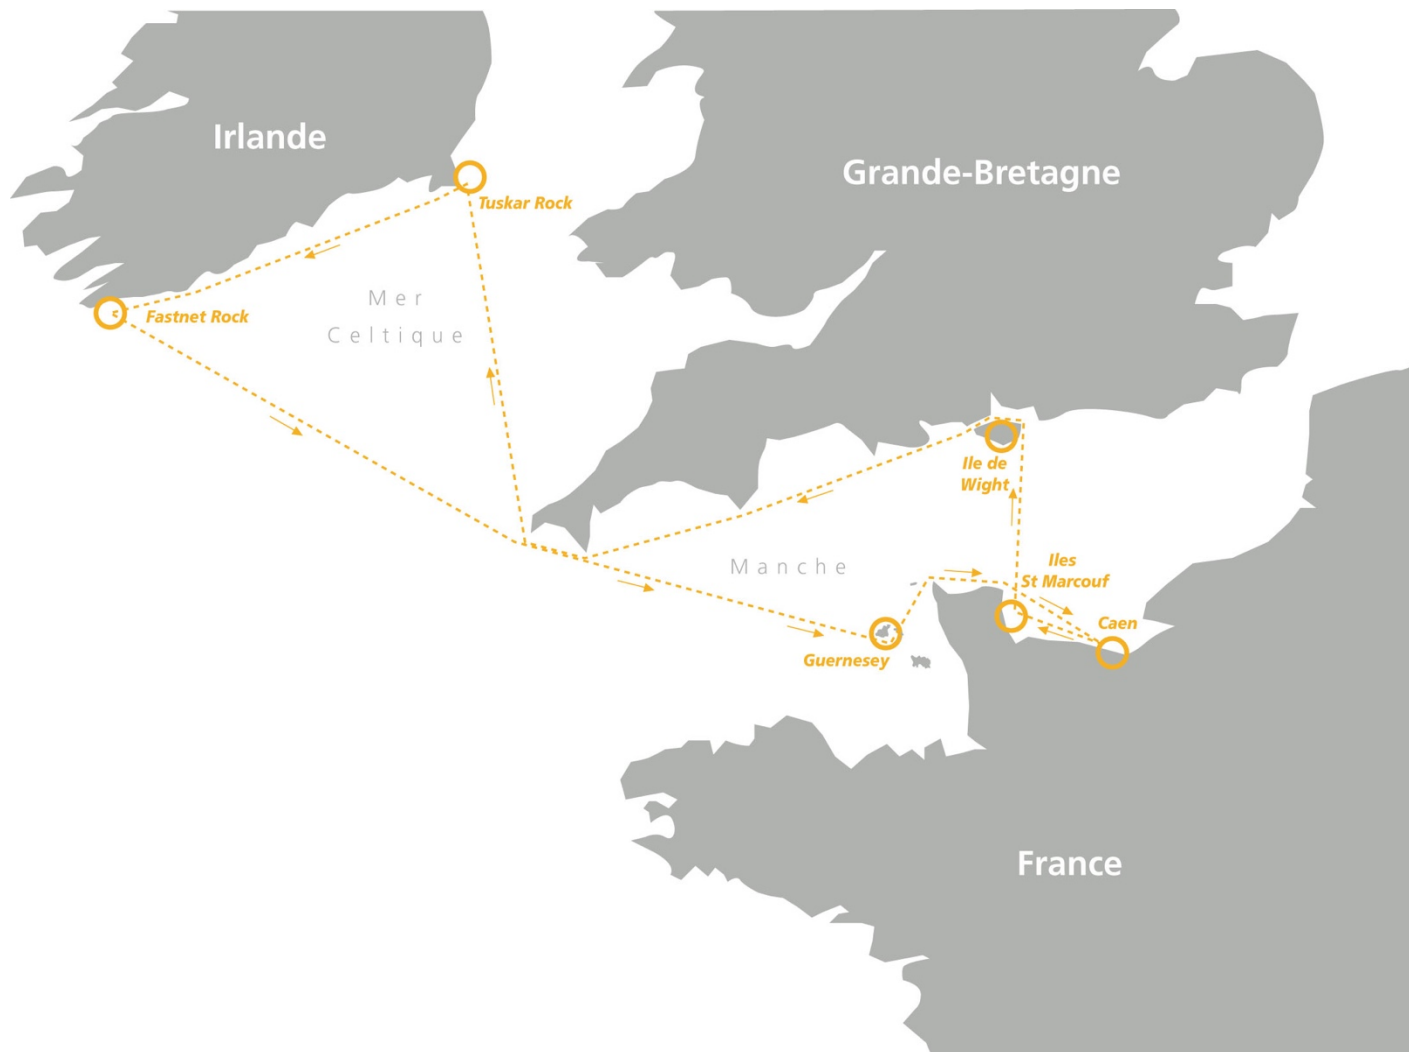 Irlande
Grande-Bretagne
Tuskar Rock
Mer
Celtique
Fastnet Rock
Ile de
Wight
Manche
Iles
St Marcouf
Caen
Guernesey
France